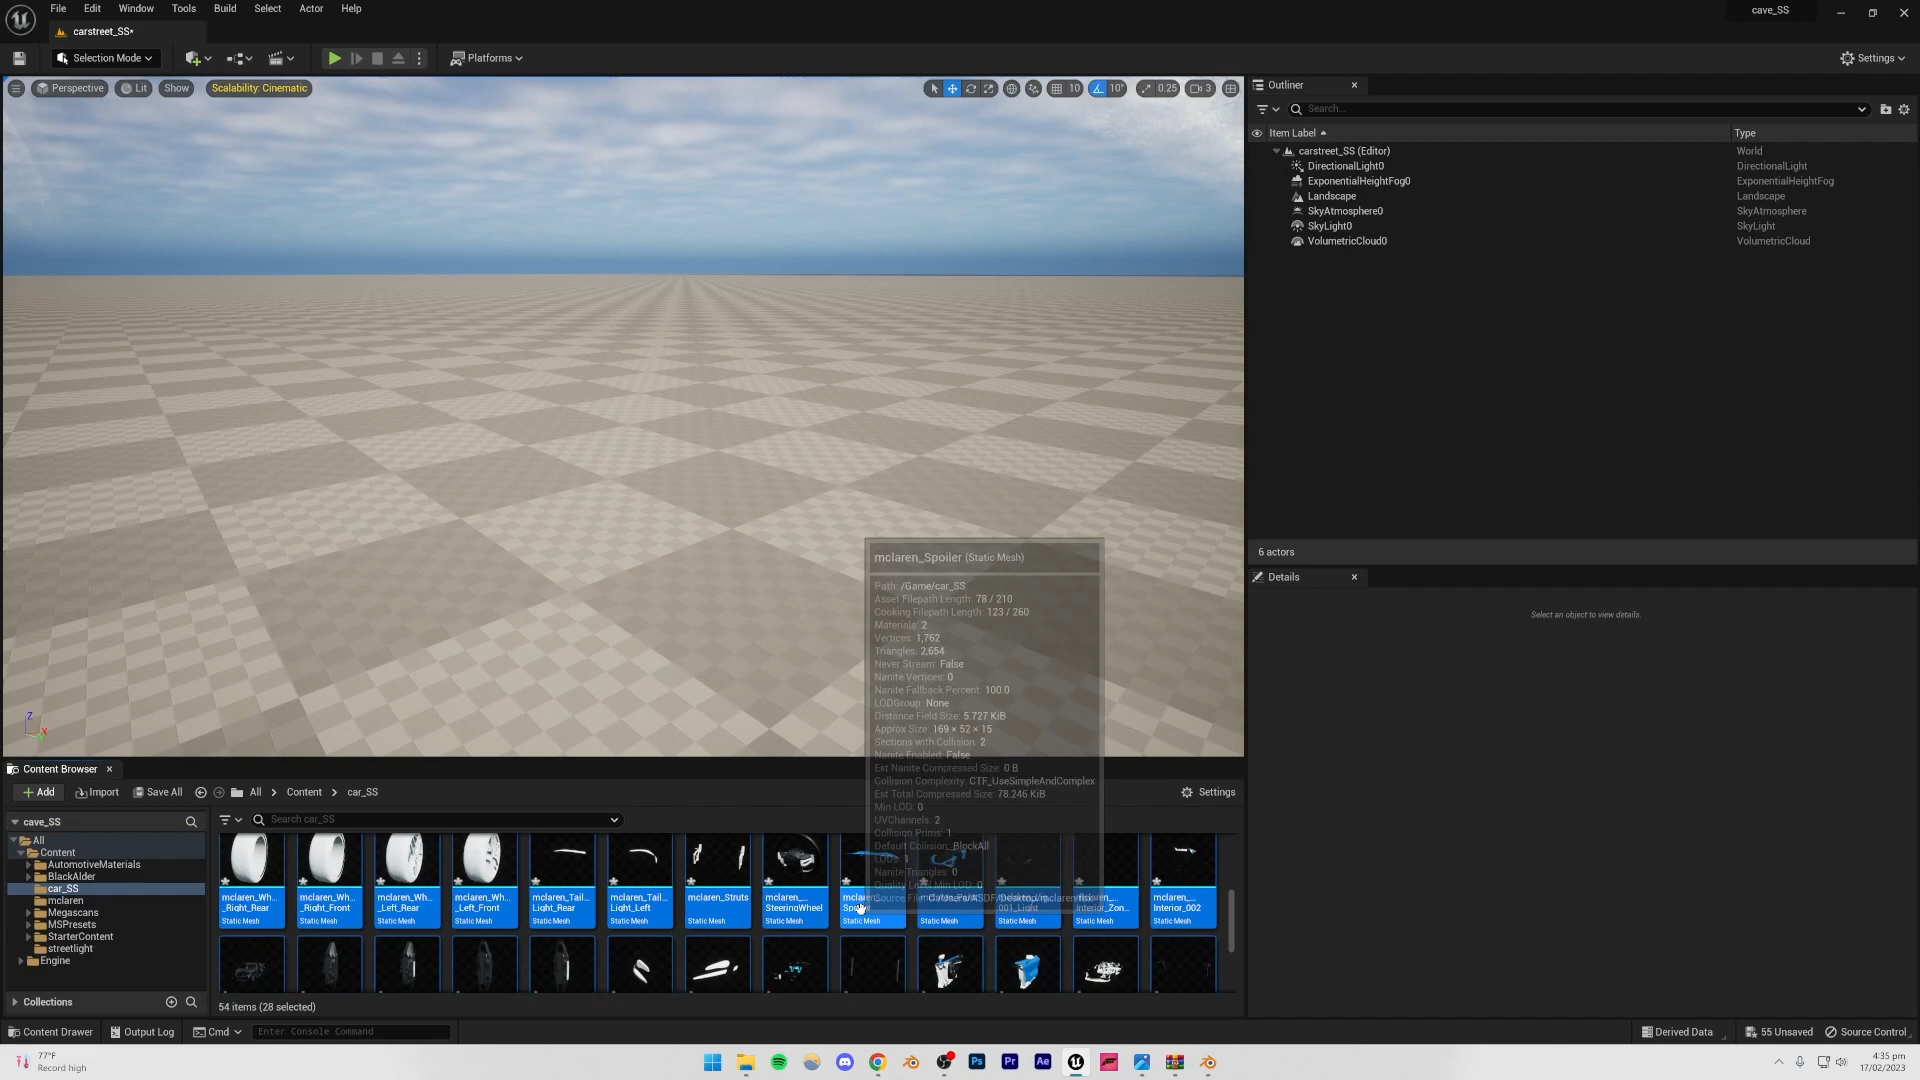 File Edit Window Tools Build Select Actor Help
cave_SS
carstreet_SS*
Selection Mode
Platforms
Settings
Perspective
Lit
Show
Scalability: Cinematic
10
10°
0.25
3
Outliner
Search...
Item Label
Type
carstreet_SS (Editor) World
DirectionalLight0 DirectionalLight
ExponentialHeightFog0 ExponentialHeightFog
Landscape Landscape
SkyAtmosphere0 SkyAtmosphere
SkyLight0 SkyLight
VolumetricCloud0 VolumetricCloud
6 actors
Details
Select an object to view details.
mclaren_Spoiler (Static Mesh)
Path: /Game/car_SS
Asset Filepath Length: 78 / 210
Cooking Filepath Length: 123 / 260
Materials: 2
Vertices: 1,762
Triangles: 2,654
Never Stream: False
Nanite Vertices: 0
Nanite Fallback Percent: 100.0
LODGroup: None
Distance Field Size: 5.727 KiB
Approx Size: 169 × 52 × 15
Sections with Collision: 2
Nanite Enabled: False
Est Nanite Compressed Size: 0 B
Collision Complexity: CTF_UseSimpleAndComplex
Est Total Compressed Size: 78.246 KiB
Min LOD: 0
UVChannels: 2
Collision Prims: 1
Default Collision: BlockAll
LODs: 1
Nanite Triangles: 0
Quality Level Min LOD: 0
Z
X
Content Browser
Add
Import
Save All
All
Content
car_SS
Settings
cave_SS
Search car_SS
All
Content
AutomotiveMaterials
BlackAlder
car_SS
mclaren
Megascans
MSPresets
StarterContent
streetlight
Engine
Collections
mclaren_Wh... _Right_Rear Static Mesh
mclaren_Wh... _Right_Front Static Mesh
mclaren_Wh... _Left_Rear Static Mesh
mclaren_Wh... _Left_Front Static Mesh
mclaren_Tail... Light_Rear Static Mesh
mclaren_Tail... Light_Left Static Mesh
mclaren_Struts Static Mesh
mclaren_... SteeringWheel Static Mesh
mclaren_ Static Mesh
Static Mesh
001_Light Static Mesh
Interior_Zon... Static Mesh
mclaren_... Interior_002 Static Mesh
54 items (28 selected)
Content Drawer
Output Log
Cmd
Enter Console Command
Derived Data
55 Unsaved
Source Control
77°F
Record high
Ps
Pr
Ae
4:35 pm
17/02/2023